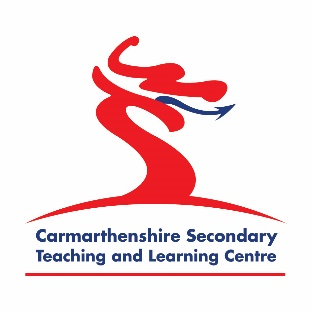 Carmarthenshire Secondary
Teaching and Learning Centre